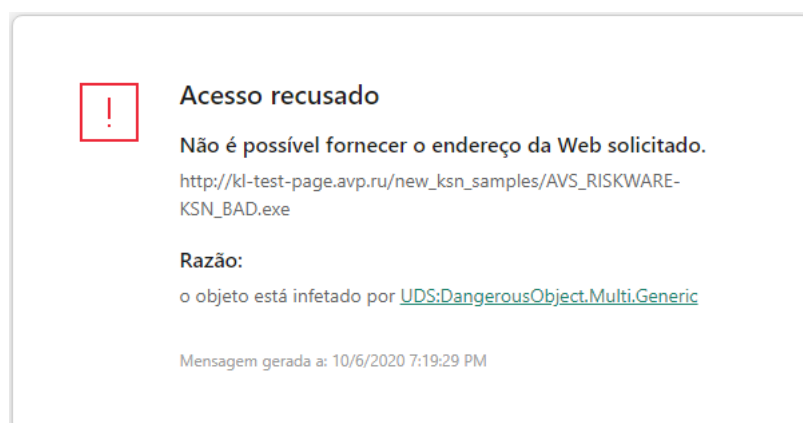 !
Acesso recusado
Não é possível fornecer o endereço da Web solicitado.
http://kl-test-page.avp.ru/new_ksn_samples/AVS_RISKWARE-
KSN_BAD.exe
Razão:
o objeto está infetado por UDS:DangerousObject.Multi.Generic
Mensagem gerada a: 10/6/2020 7:19:29 PM